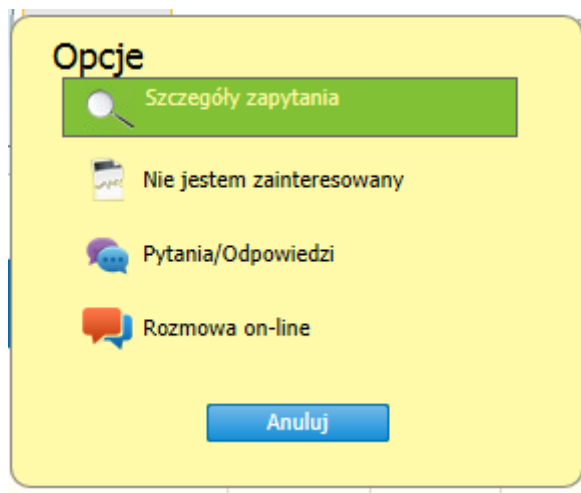 Opcje
Szczegóły zapytania
Nie jestem zainteresowany
Pytania/Odpowiedzi
Rozmowa on-line
Anuluj